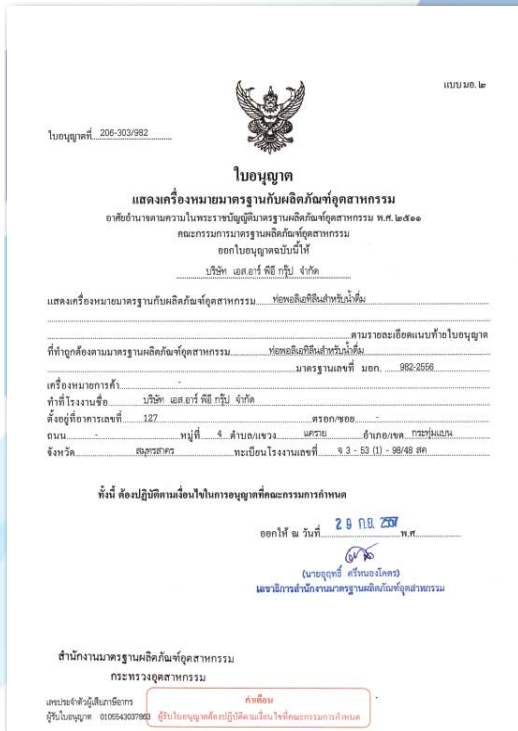 แบบ มอ. ๒
ใบอนุญาตที่ 206-303/982
ใบอนุญาต
แสดงเครื่องหมายมาตรฐานกับผลิตภัณฑ์อุตสาหกรรม
อาศัยอำนาจตามความในพระราชบัญญัติมาตรฐานผลิตภัณฑ์อุตสาหกรรม พ.ศ. ๒๕๑๑
คณะกรรมการมาตรฐานผลิตภัณฑ์อุตสาหกรรม
ออกใบอนุญาตฉบับนี้ให้
บริษัท เอส.อาร์ พีอี กรุ๊ป จำกัด
แสดงเครื่องหมายมาตรฐานกับผลิตภัณฑ์อุตสาหกรรม ท่อพอลิเอทิลีนสำหรับน้ำดื่ม
ตามรายละเอียดแนบท้ายใบอนุญาต
ที่ทำถูกต้องตามมาตรฐานผลิตภัณฑ์อุตสาหกรรม ท่อพอลิเอทิลีนสำหรับน้ำดื่ม
มาตรฐานเลขที่ มอก. 982-2556
เครื่องหมายการค้า -
ทำที่โรงงานชื่อ บริษัท เอส.อาร์ พีอี กรุ๊ป จำกัด
ตั้งอยู่ที่อาคารเลขที่ 127 ตรอก/ซอย -
ถนน - หมู่ที่ 4 ตำบล/แขวง แคราย อำเภอ/เขต กระทุ่มแบน
จังหวัด สมุทรสาคร ทะเบียนโรงงานเลขที่ จ 3 - 53 (1) - 98/48 สค
ทั้งนี้ ต้องปฏิบัติตามเงื่อนไขในการอนุญาตที่คณะกรรมการกำหนด
ออกให้ ณ วันที่ 29 ก.ย. 2557 พ.ศ.
(นายอุฤทธิ์ ศรีหนองโคตร)
เลขาธิการสำนักงานมาตรฐานผลิตภัณฑ์อุตสาหกรรม
สำนักงานมาตรฐานผลิตภัณฑ์อุตสาหกรรม
กระทรวงอุตสาหกรรม
เลขประจำตัวผู้เสียภาษีอากร
ผู้รับใบอนุญาต 0105543037863
คำเตือน
ผู้รับใบอนุญาตต้องปฏิบัติตามเงื่อนไขที่คณะกรรมการกำหนด